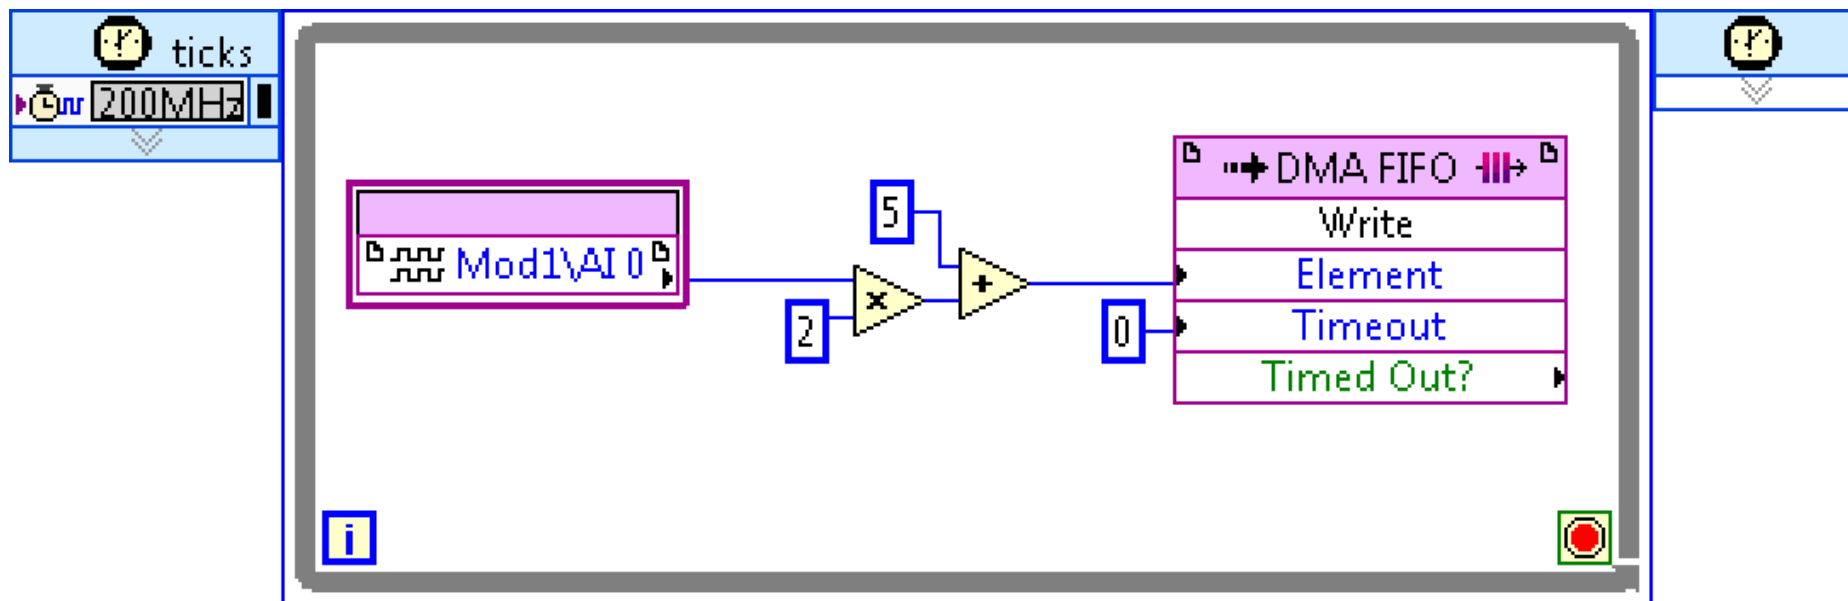 ticks
200MHz
Mod1\AI 0
5
2
x
+
0
DMA FIFO
Write
Element
Timeout
Timed Out?
i